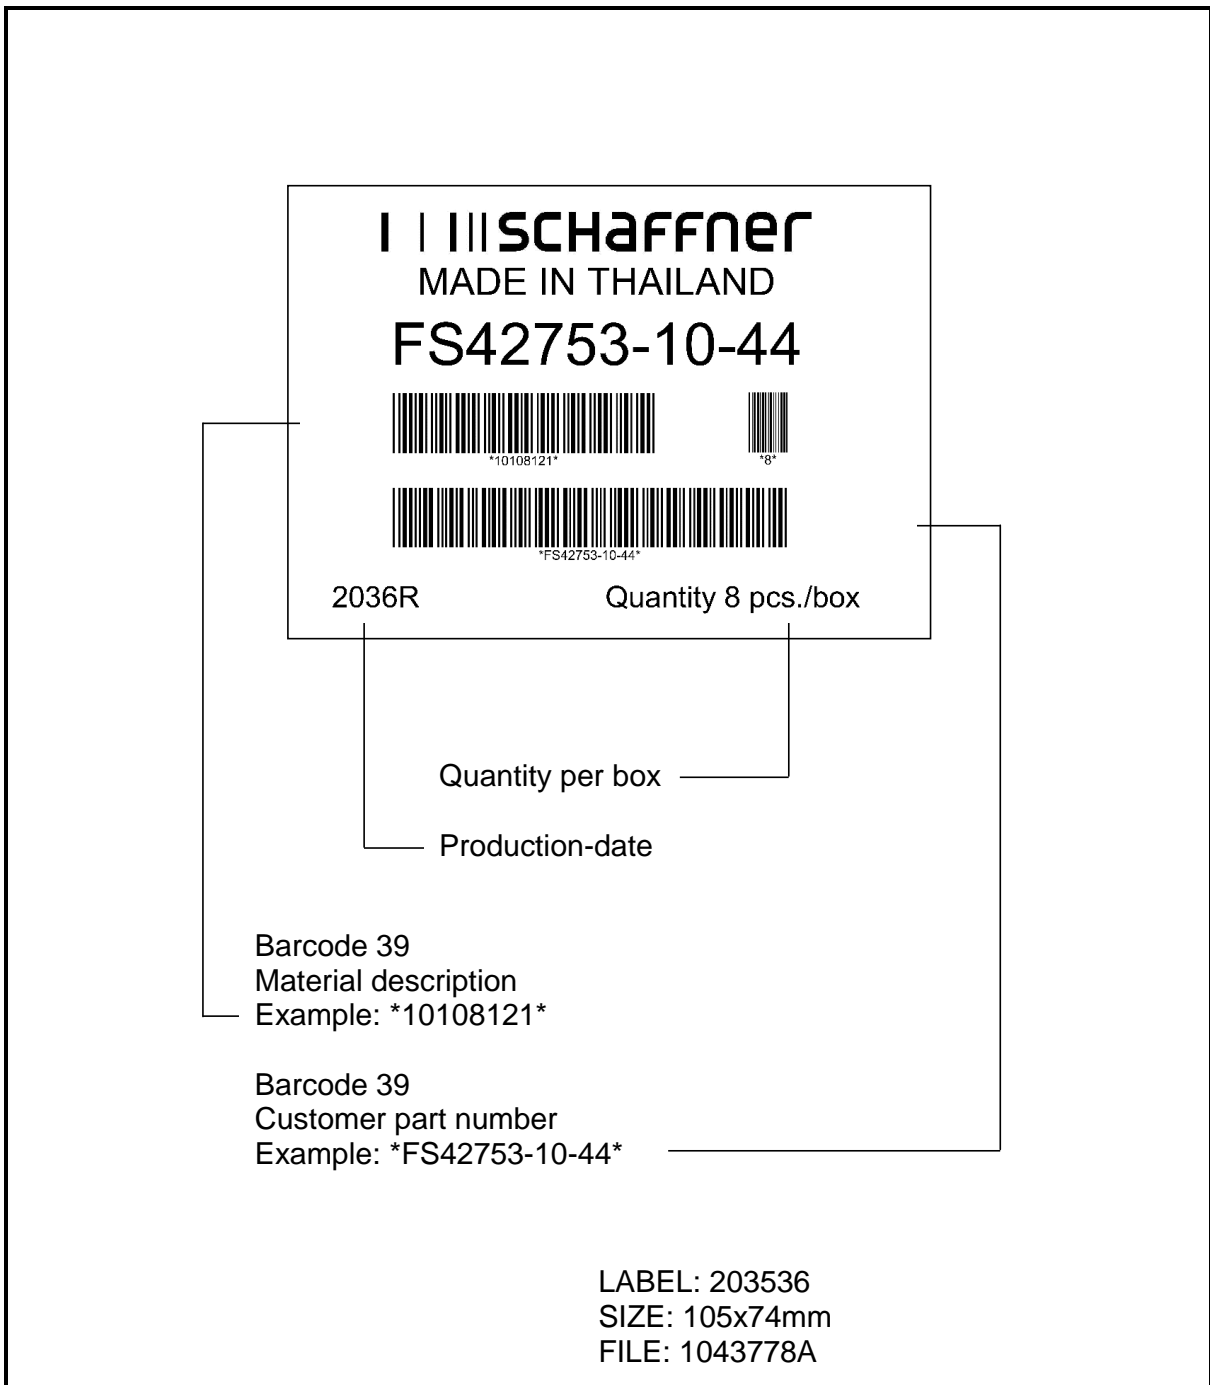 SCHAFFNER
MADE IN THAILAND
FS42753-10-44
*10108121* *8*
*FS42753-10-44*
2036R Quantity 8 pcs./box
Quantity per box
Production-date
Barcode 39
Material description
Example: *10108121*
Barcode 39
Customer part number
Example: *FS42753-10-44*
LABEL: 203536
SIZE: 105x74mm
FILE: 1043778A